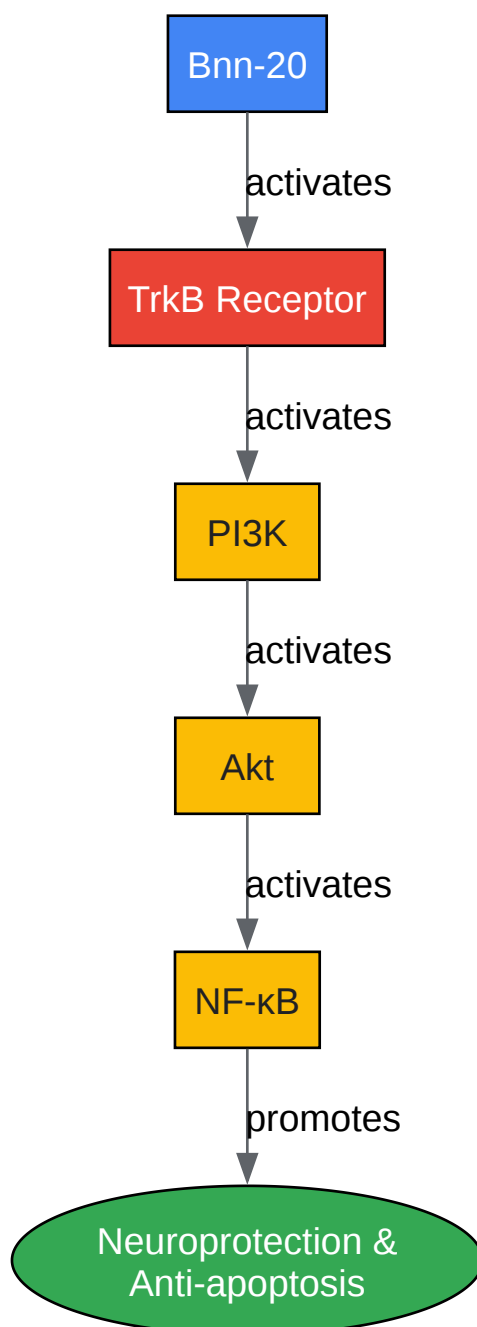 Bnn-20
activates
TrkB Receptor
activates
PI3K
activates
Akt
activates
NF-κB
promotes
Neuroprotection &
Anti-apoptosis